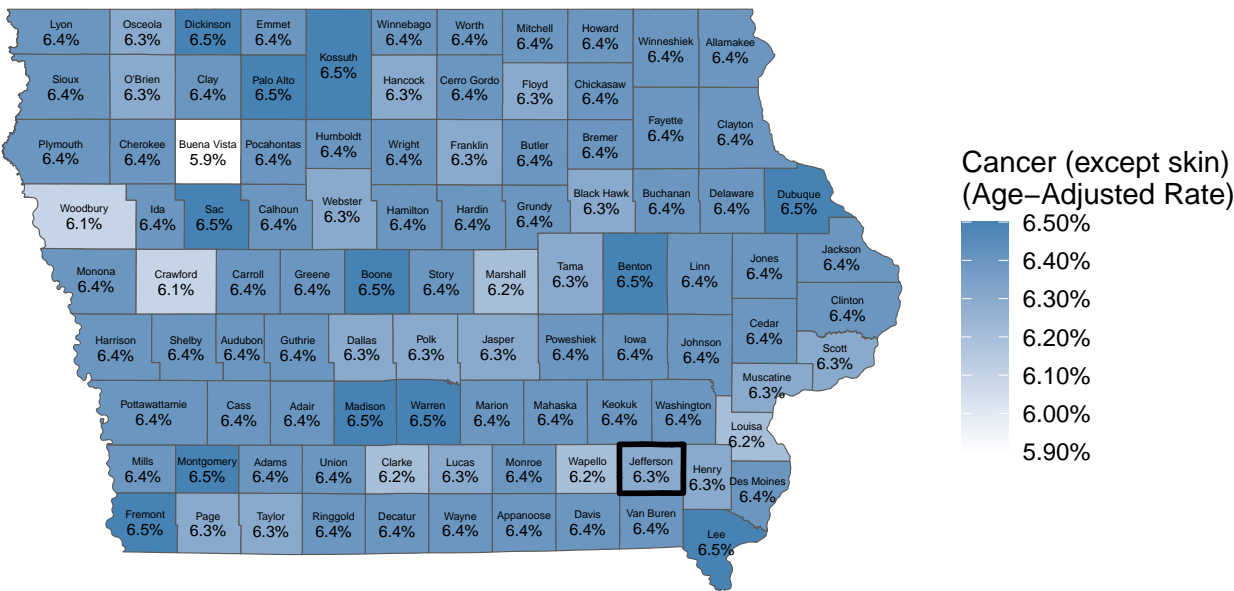 Lyon
6.4%
Osceola
6.3%
Dickinson
6.5%
Emmet
6.4%
Kossuth
6.5%
Winnebago
6.4%
Worth
6.4%
Mitchell
6.4%
Howard
6.4%
Winneshiek
6.4%
Allamakee
6.4%
Sioux
6.4%
O'Brien
6.3%
Clay
6.4%
Palo Alto
6.5%
Hancock
6.3%
Cerro Gordo
6.4%
Floyd
6.3%
Chickasaw
6.4%
Fayette
6.4%
Clayton
6.4%
Plymouth
6.4%
Cherokee
6.4%
Buena Vista
5.9%
Pocahontas
6.4%
Humboldt
6.4%
Wright
6.4%
Franklin
6.3%
Butler
6.4%
Bremer
6.4%
Woodbury
6.1%
Ida
6.4%
Sac
6.5%
Calhoun
6.4%
Webster
6.3%
Hamilton
6.4%
Hardin
6.4%
Grundy
6.4%
Black Hawk
6.3%
Buchanan
6.4%
Delaware
6.4%
Dubuque
6.5%
Monona
6.4%
Crawford
6.1%
Carroll
6.4%
Greene
6.4%
Boone
6.5%
Story
6.4%
Marshall
6.2%
Tama
6.3%
Benton
6.5%
Linn
6.4%
Jones
6.4%
Jackson
6.4%
Clinton
6.4%
Harrison
6.4%
Shelby
6.4%
Audubon
6.4%
Guthrie
6.4%
Dallas
6.3%
Polk
6.3%
Jasper
6.3%
Poweshiek
6.4%
Iowa
6.4%
Johnson
6.4%
Cedar
6.4%
Scott
6.3%
Muscatine
6.3%
Pottawattamie
6.4%
Cass
6.4%
Adair
6.4%
Madison
6.5%
Warren
6.5%
Marion
6.4%
Mahaska
6.4%
Keokuk
6.4%
Washington
6.4%
Louisa
6.2%
Mills
6.4%
Montgomery
6.5%
Adams
6.4%
Union
6.4%
Clarke
6.2%
Lucas
6.3%
Monroe
6.4%
Wapello
6.2%
Jefferson
6.3%
Henry
6.3%
Des Moines
6.4%
Fremont
6.5%
Page
6.3%
Taylor
6.3%
Ringgold
6.4%
Decatur
6.4%
Wayne
6.4%
Appanoose
6.4%
Davis
6.4%
Van Buren
6.4%
Lee
6.5%
Cancer (except skin)
(Age−Adjusted Rate)
6.50%
6.40%
6.30%
6.20%
6.10%
6.00%
5.90%